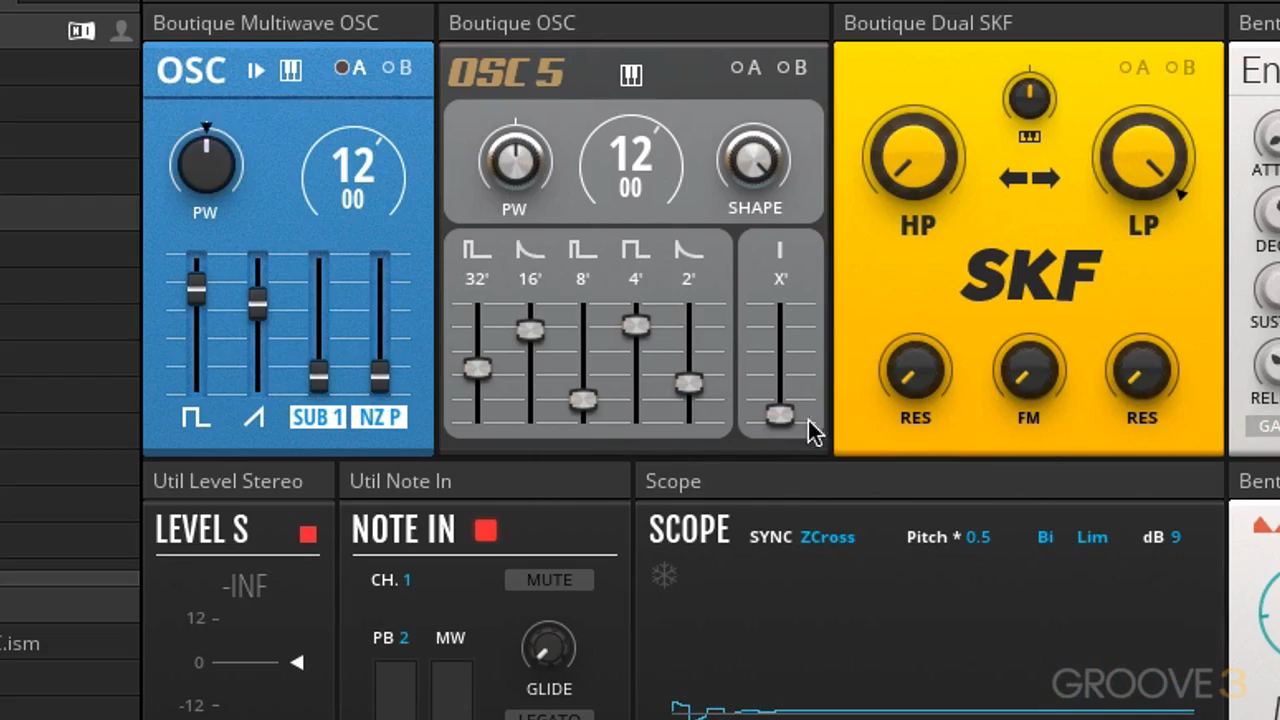 Boutique Multiwave OSC
OSC A B
PW
12
00
SUB 1 NZ P
Boutique OSC
OSC 5 A B
PW
12
00
SHAPE
32' 16' 8' 4' 2' X'
Boutique Dual SKF
A B
HP LP
SKF
RES FM RES
Bent
En
ATT
DEC
SUS
REL
GA
.ism
Util Level Stereo
LEVEL S
-INF
12
0
-12
Util Note In
NOTE IN
CH. 1 MUTE
PB 2 MW
GLIDE
LEGATO
Scope
SCOPE SYNC ZCross Pitch * 0.5 Bi Lim dB 9
Bent
GROOVE 3